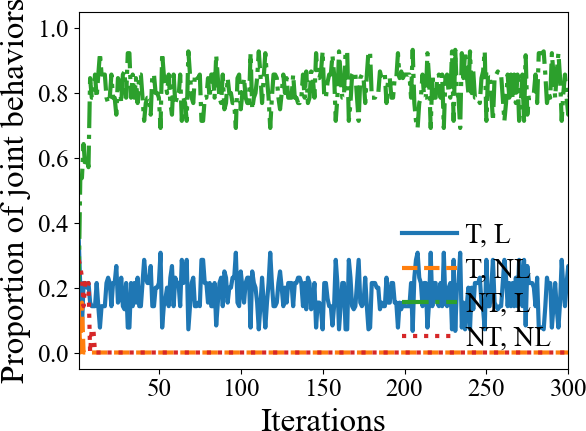 Proportion of joint behaviors
1.0
0.8
0.6
0.4
0.2
0.0
T, L
T, NL
NT, L
NT, NL
50 100 150 200 250 300
Iterations